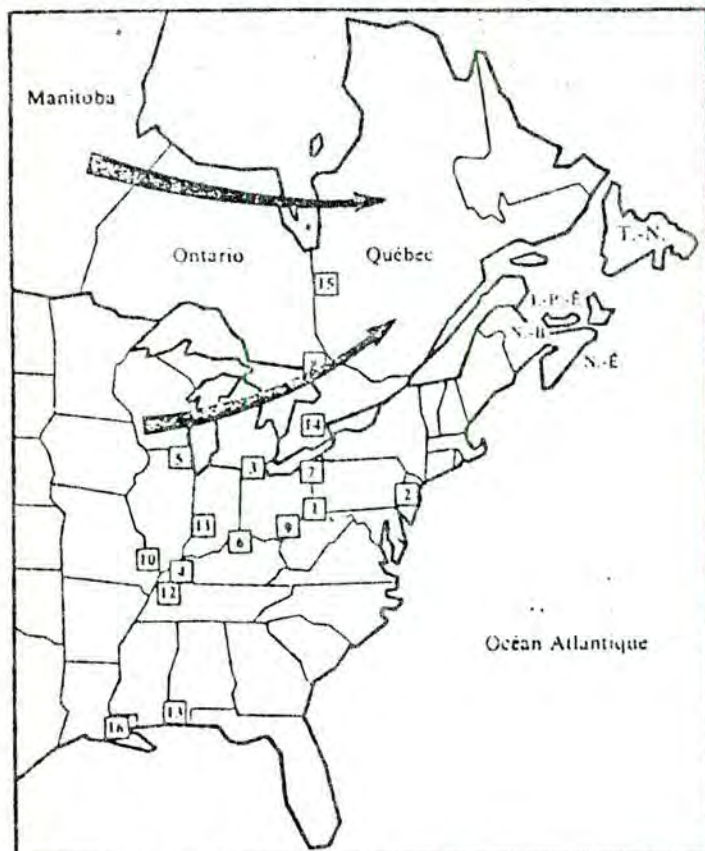 Manitoba
Ontario
Québec
T.-N.
15
N.-B
N.-É
14
5
3
7
2
1
11
9
6
10
4
12
Océan Atlantique
13
16